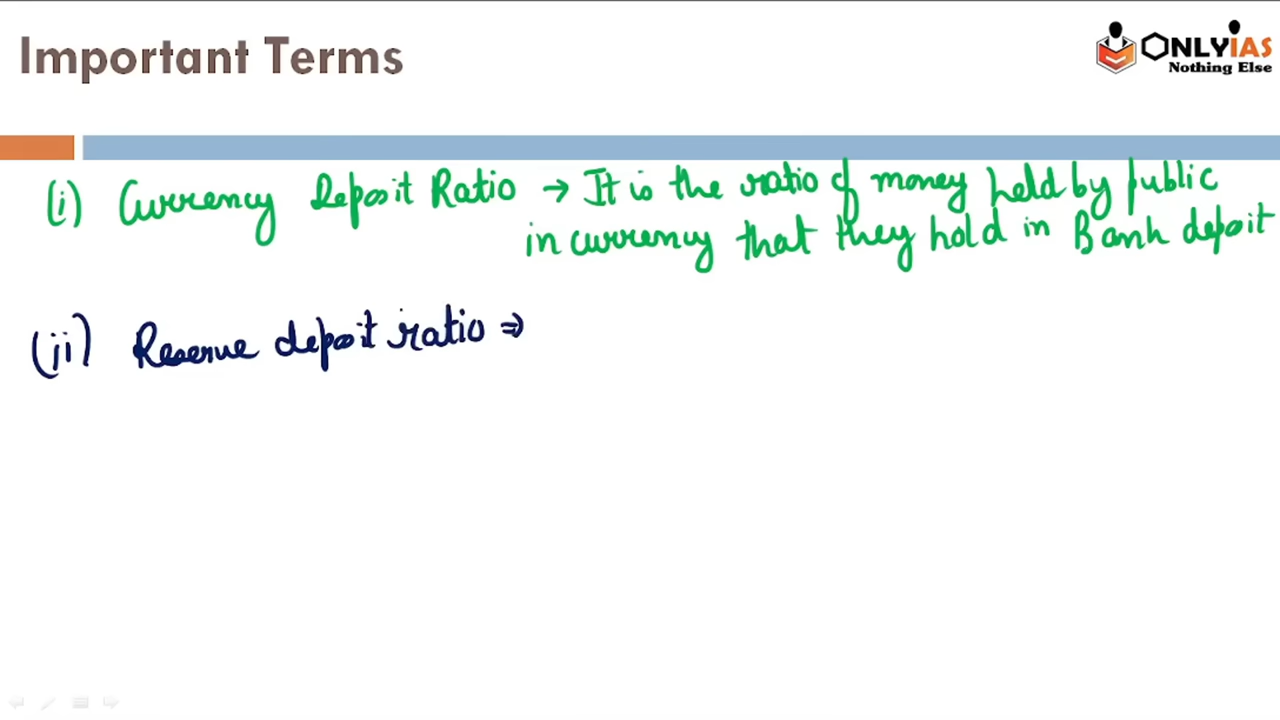 Important Terms
ONLYIAS
Nothing Else
(i) Currency Deposit Ratio → It is the ratio of money held by public
in currency that they hold in Bank deposit
(ii) Reserve deposit ratio ⇒